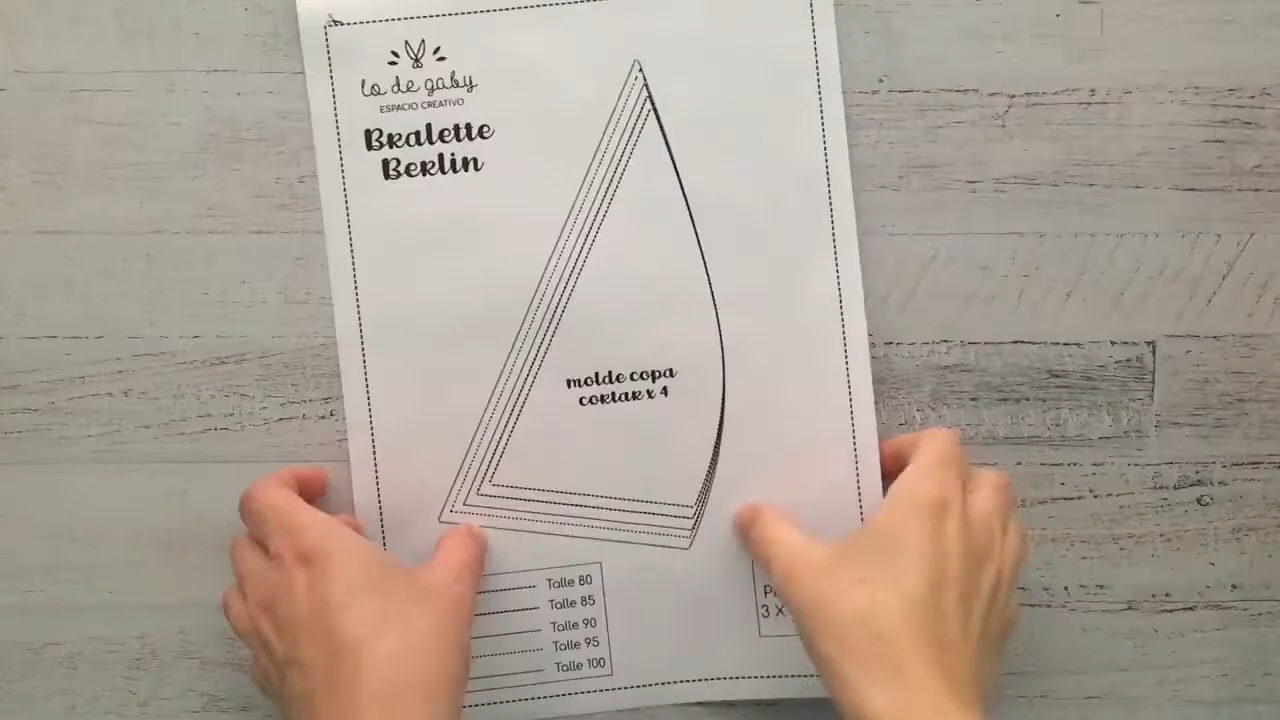 lo de gaby
ESPACIO CREATIVO
Bralette
Berlin
molde copa
cortar x 4
Talle 80
Talle 85
Talle 90
Talle 95
Talle 100
3 X